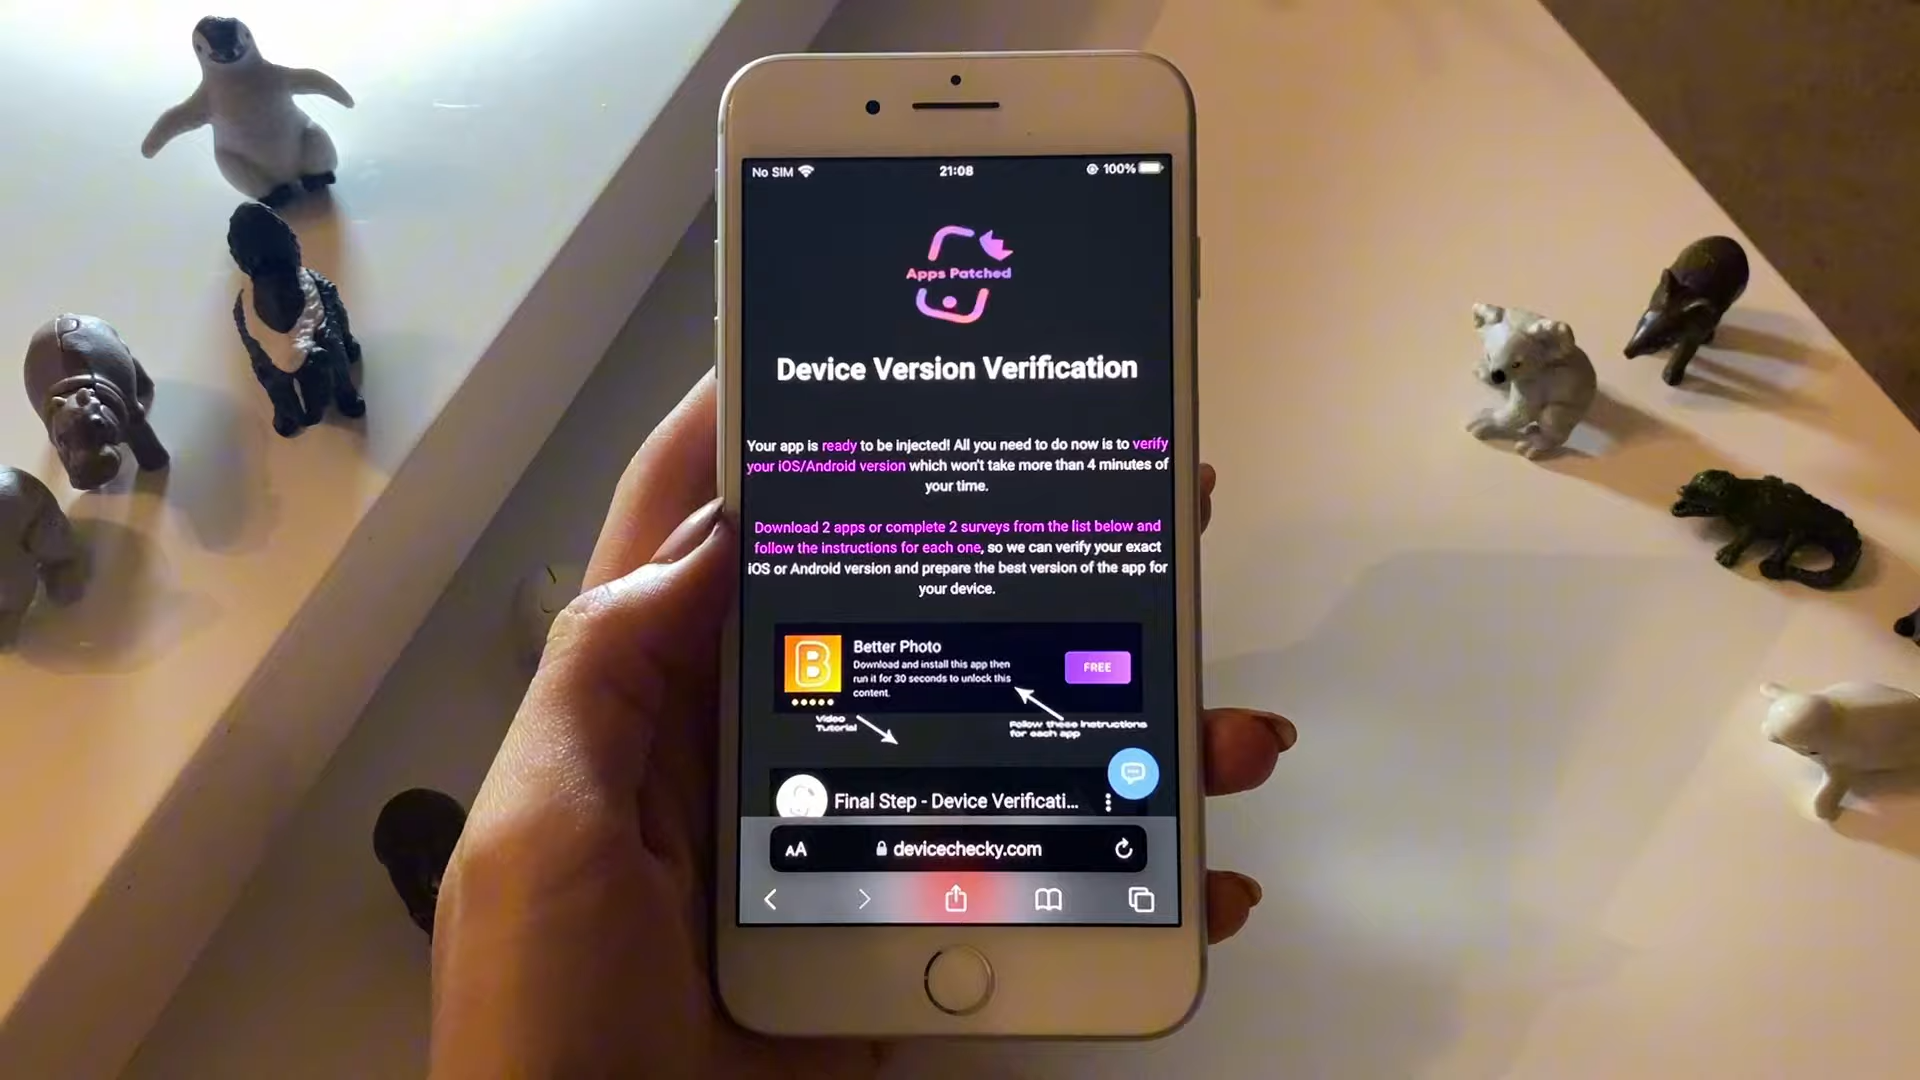 No SIM
21:08
100%
Apps Patched
Device Version Verification
Your app is ready to be injected! All you need to do now is to verify
your iOS/Android version which won't take more than 4 minutes of
your time.
Download 2 apps or complete 2 surveys from the list below and
follow the instructions for each one, so we can verify your exact
iOS or Android version and prepare the best version of the app for
your device.
B
Better Photo
Download and install this app then
run it for 30 seconds to unlock this
content.
FREE
Video
Tutorial
Follow these instructions
for each app
Final Step - Device Verificati...
AA
devicechecky.com